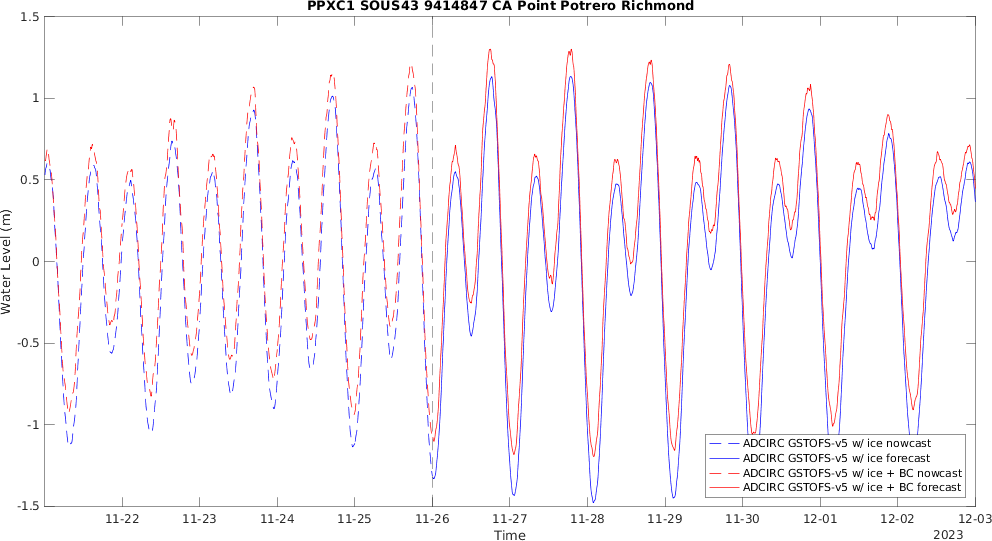 PPXC1 SOUS43 9414847 CA Point Potrero Richmond
1.5
1
0.5
0
-0.5
-1
-1.5
Water Level (m)
ADCIRC GSTOFS-v5 w/ ice nowcast
ADCIRC GSTOFS-v5 w/ ice forecast
ADCIRC GSTOFS-v5 w/ ice + BC nowcast
ADCIRC GSTOFS-v5 w/ ice + BC forecast
11-22 11-23 11-24 11-25 11-26 11-27 11-28 11-29 11-30 12-01 12-02 12-03
Time
2023